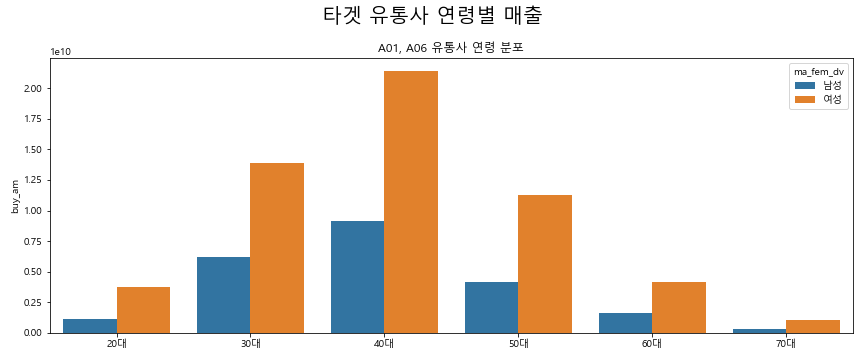 타겟 유통사 연령별 매출
A01, A06 유통사 연령 분포
1e10
ma_fem_dv
남성
여성
buy_am
2.00
1.75
1.50
1.25
1.00
0.75
0.50
0.25
0.00
20대 30대 40대 50대 60대 70대